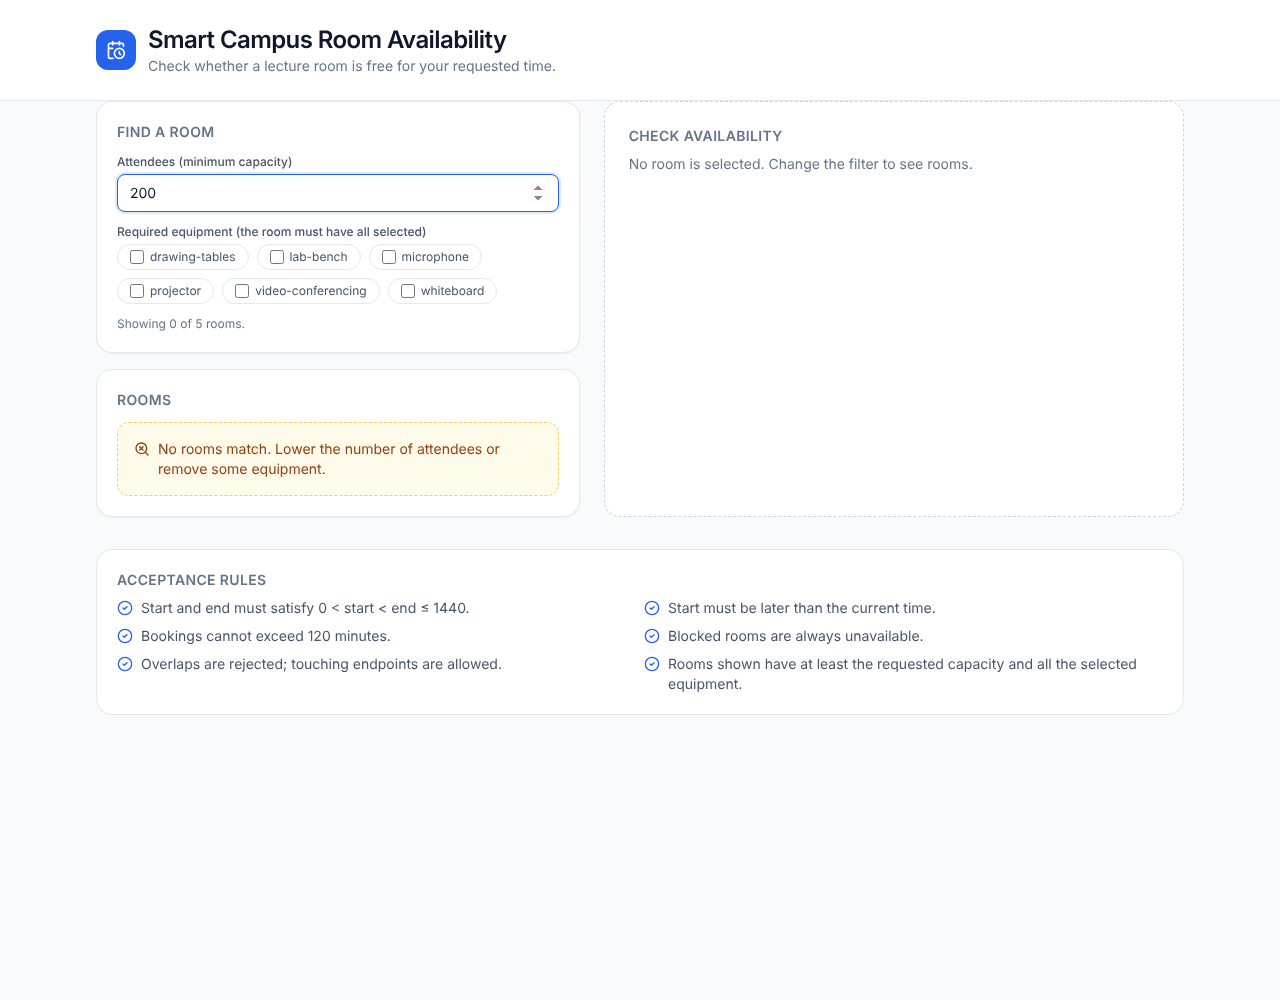 Smart Campus Room Availability
Check whether a lecture room is free for your requested time.
FIND A ROOM
Attendees (minimum capacity)
200
Required equipment (the room must have all selected)
drawing-tables
lab-bench
microphone
projector
video-conferencing
whiteboard
Showing 0 of 5 rooms.
ROOMS
No rooms match. Lower the number of attendees or
remove some equipment.
CHECK AVAILABILITY
No room is selected. Change the filter to see rooms.
ACCEPTANCE RULES
Start and end must satisfy 0 < start < end ≤ 1440.
Start must be later than the current time.
Bookings cannot exceed 120 minutes.
Blocked rooms are always unavailable.
Overlaps are rejected; touching endpoints are allowed.
Rooms shown have at least the requested capacity and all the selected
equipment.